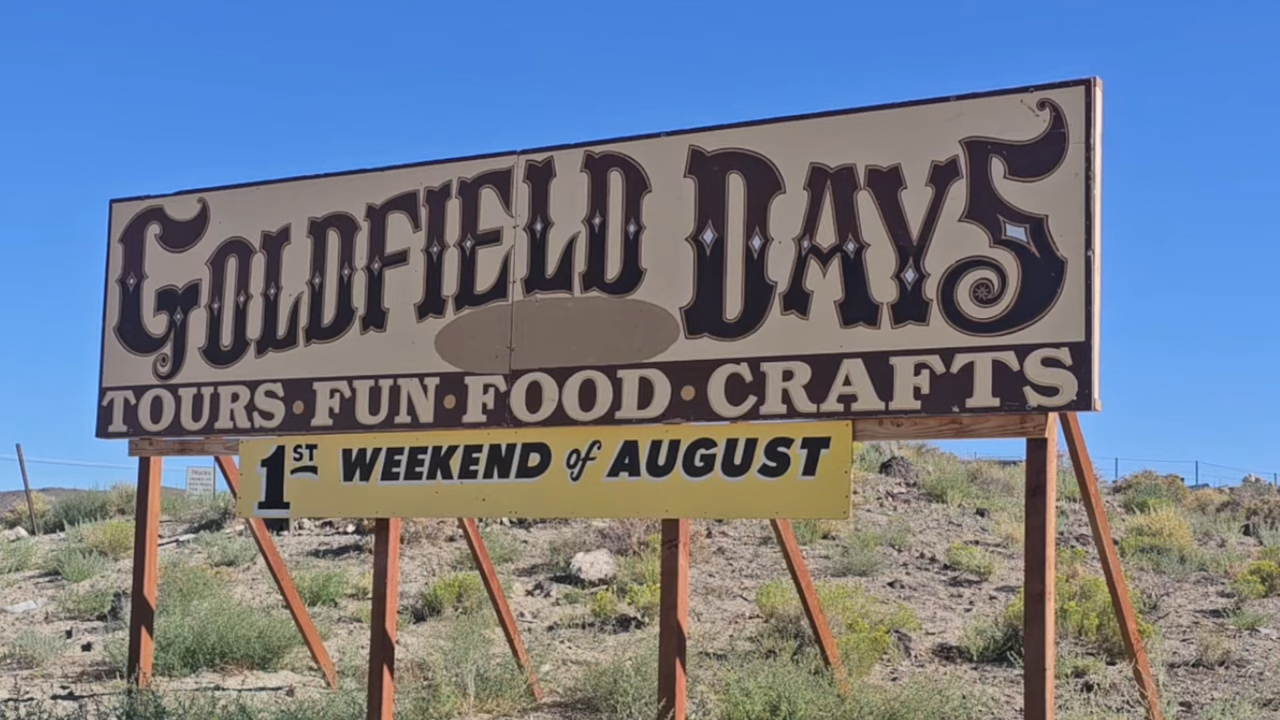 GOLDFIELD DAYS
TOURS · FUN · FOOD · CRAFTS
1ST WEEKEND of AUGUST